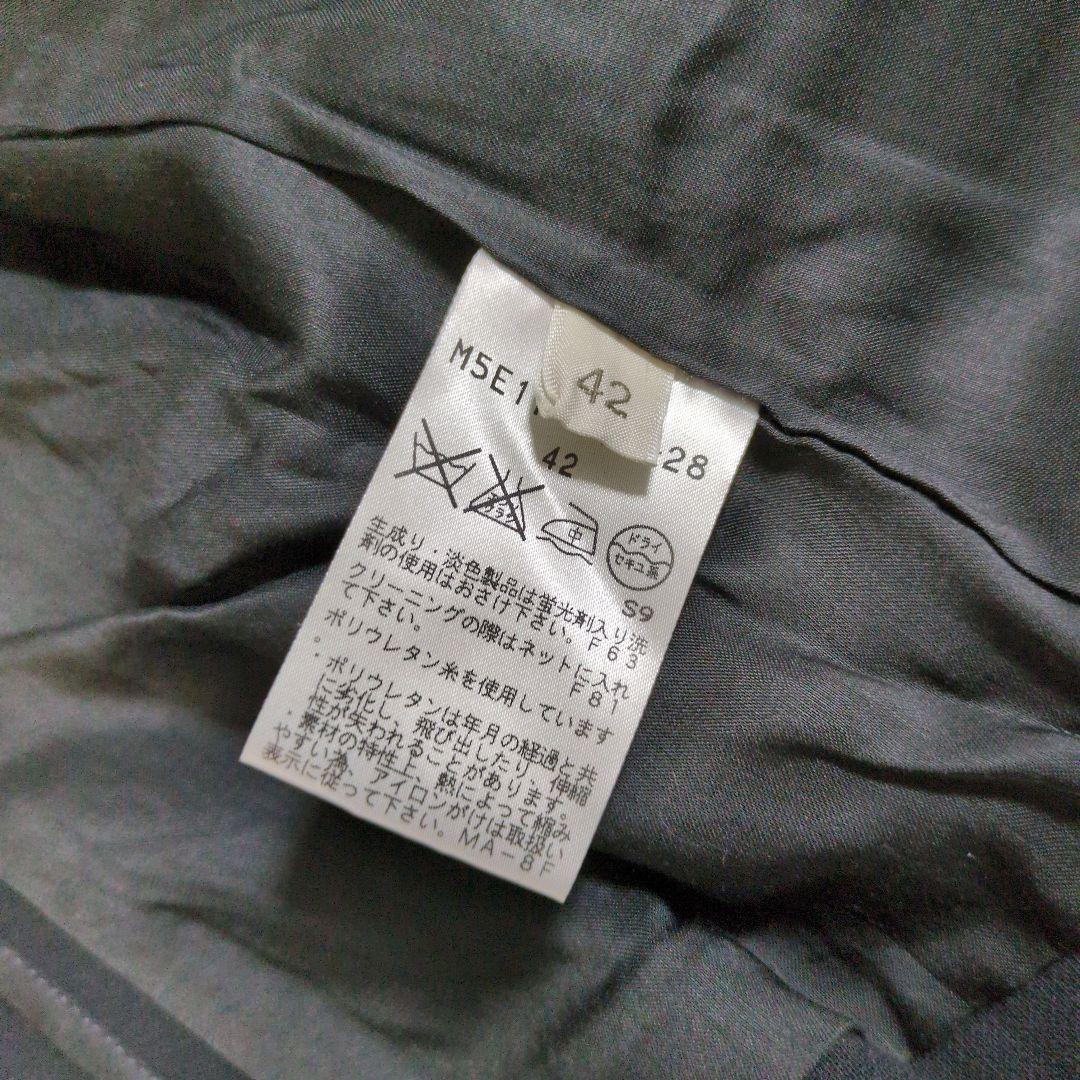 42
M5E1
-28
42
エンソ
サラシ
中
ドライ
セキユ系
S9
生成り・淡色製品は蛍光剤入り洗
剤の使用はおさけ下さい。F63
クリーニングの際はネットに入れ
て下さい。 F81
ポリウレタン糸を使用しています
。
・ポリウレタンは年月の経過と共
に劣化し、飛び出したり、伸縮
性が失われることがあります。
・素材の特性上、熱によって縮み
やすい為、アイロンがけは取扱い
表示に従って下さい。MA-8F